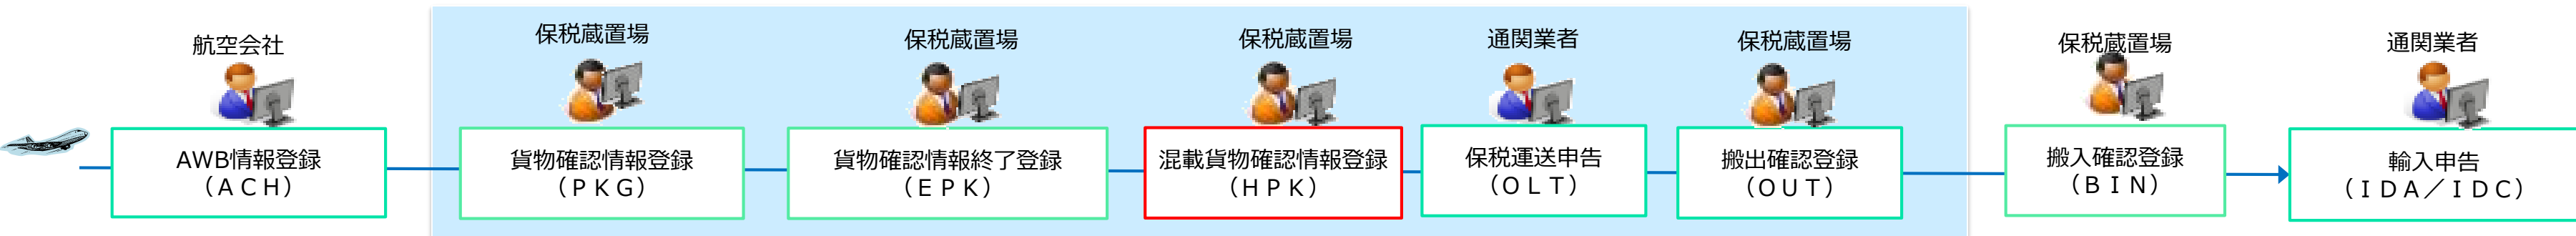 航空会社
AWB情報登録
（ＡＣＨ）
保税蔵置場
貨物確認情報登録
（ＰＫＧ）
保税蔵置場
貨物確認情報終了登録
（ＥＰＫ）
保税蔵置場
混載貨物確認情報登録
（ＨＰＫ）
通関業者
保税運送申告
（ＯＬＴ）
保税蔵置場
搬出確認登録
（ＯＵＴ）
保税蔵置場
搬入確認登録
（ＢＩＮ）
通関業者
輸入申告
（ＩＤＡ／ＩＤＣ）